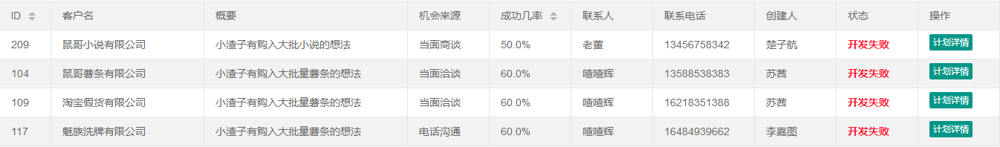 ID 客户名 概要 机会来源 成功几率 联系人 联系电话 创建人 状态 操作
209 鼠哥小说有限公司 小渣子有购入大批小说的想法 当面商谈 50.0% 老董 13456758342 楚子航 开发失败 计划详情
104 鼠哥薯条有限公司 小渣子有购入大批量薯条的想法 当面洽谈 60.0% 喳喳辉 13588538383 苏茜 开发失败 计划详情
109 淘宝假货有限公司 小渣子有购入大批量薯条的想法 当面洽谈 60.0% 喳喳辉 16218351388 苏茜 开发失败 计划详情
117 魅族洗牌有限公司 小渣子有购入大批量薯条的想法 电话沟通 60.0% 喳喳辉 16484939662 李嘉图 开发失败 计划详情